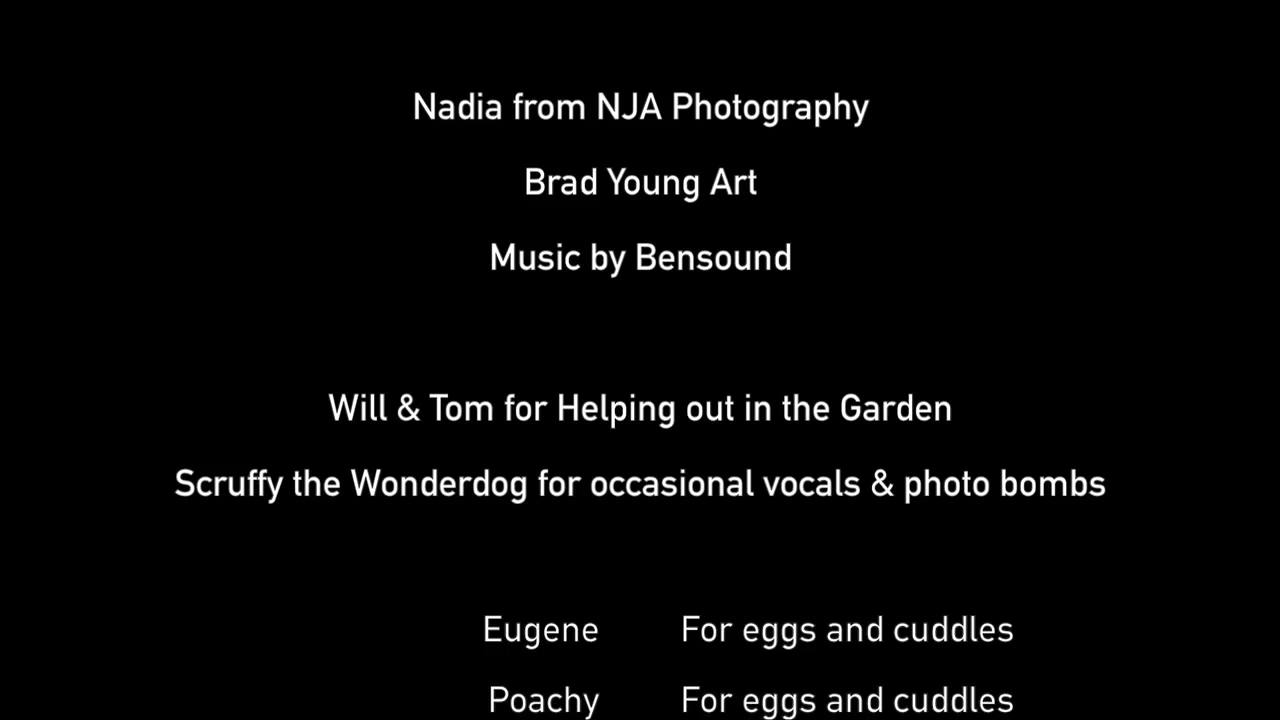 Nadia from NJA Photography
Brad Young Art
Music by Bensound
Will & Tom for Helping out in the Garden
Scruffy the Wonderdog for occasional vocals & photo bombs
Eugene For eggs and cuddles
Poachy For eggs and cuddles